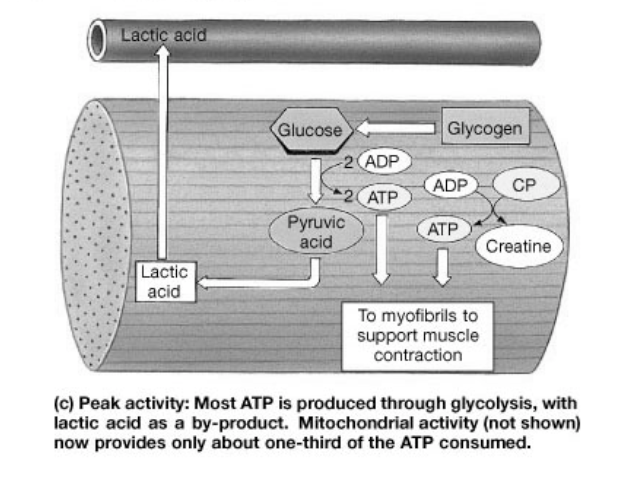 Lactic acid
Glucose
Glycogen
2 ADP
2 ATP
ADP
CP
Pyruvic
acid
ATP
Creatine
Lactic
acid
To myofibrils to
support muscle
contraction
(c) Peak activity: Most ATP is produced through glycolysis, with
lactic acid as a by-product. Mitochondrial activity (not shown)
now provides only about one-third of the ATP consumed.